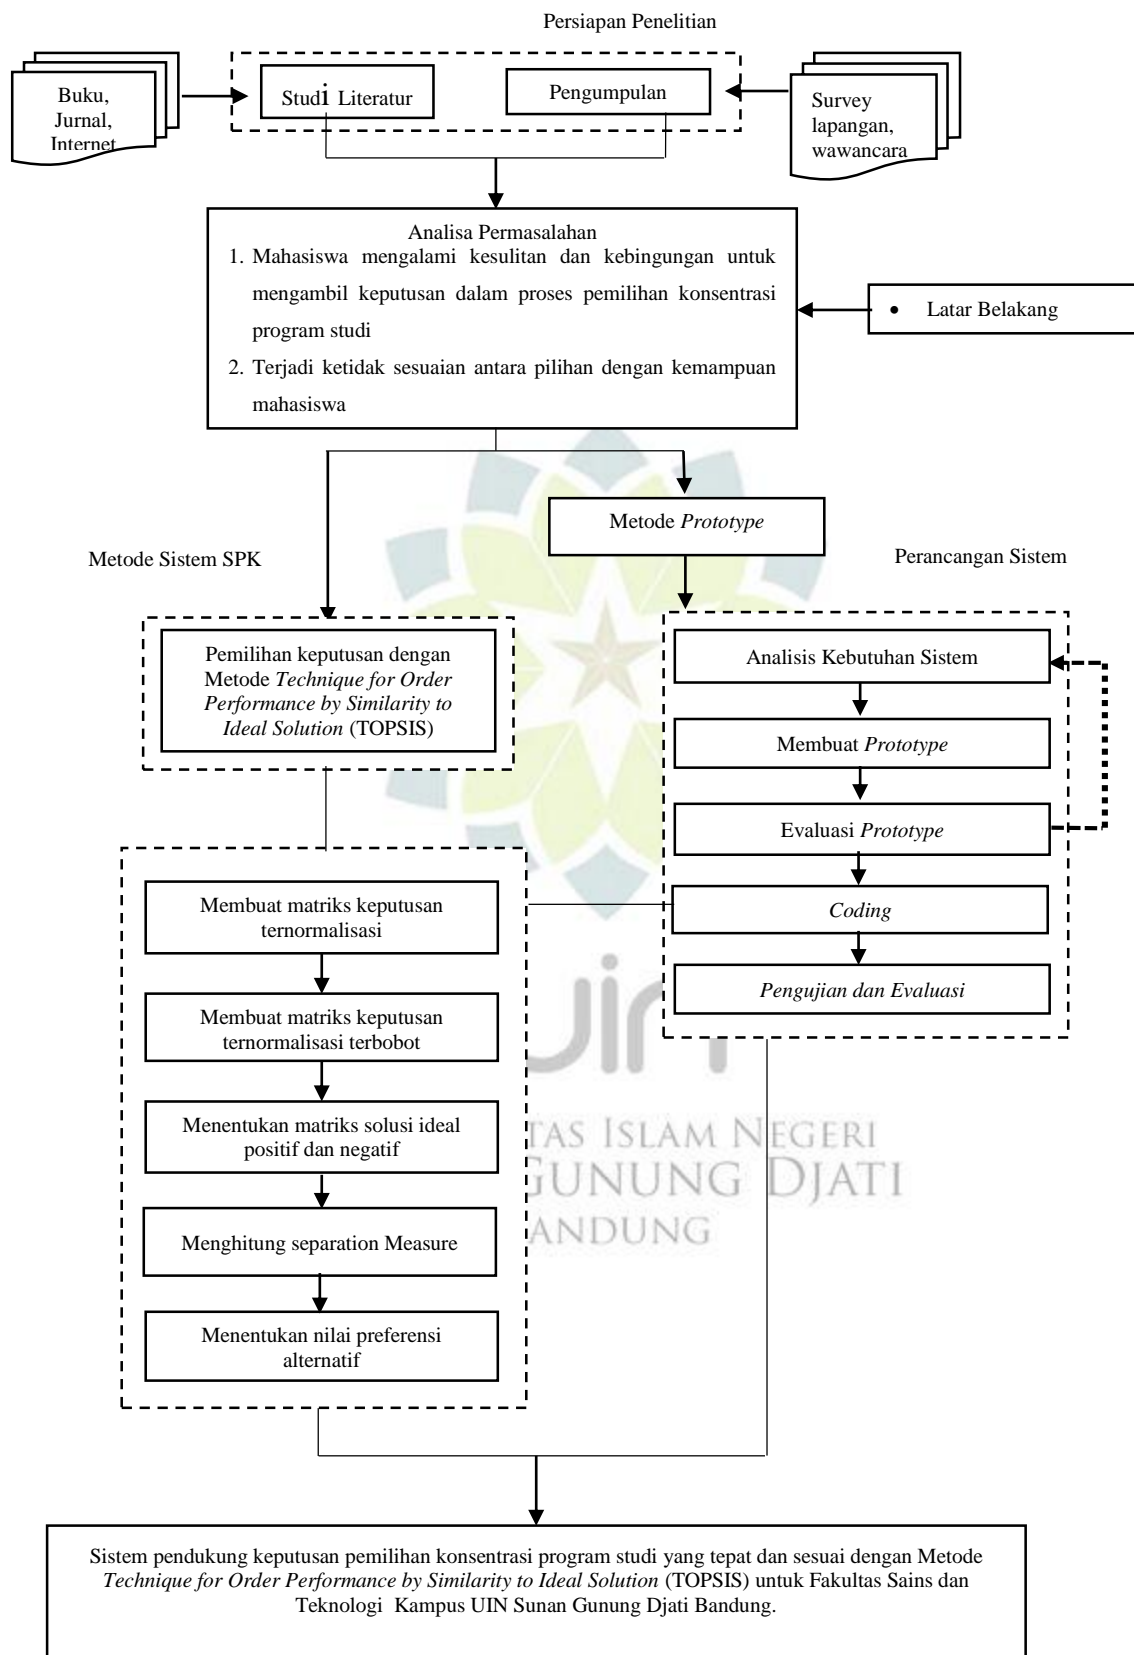 Persiapan Penelitian
Buku,
Jurnal,
Internet
Studi Literatur
Pengumpulan
Survey
lapangan,
wawancara
Analisa Permasalahan
1. Mahasiswa mengalami kesulitan dan kebingungan untuk
mengambil keputusan dalam proses pemilihan konsentrasi
program studi
2. Terjadi ketidak sesuaian antara pilihan dengan kemampuan
mahasiswa
• Latar Belakang
Metode Prototype
Metode Sistem SPK
Perancangan Sistem
Pemilihan keputusan dengan
Metode Technique for Order
Performance by Similarity to
Ideal Solution (TOPSIS)
Analisis Kebutuhan Sistem
Membuat Prototype
Evaluasi Prototype
Coding
Pengujian dan Evaluasi
Membuat matriks keputusan
ternormalisasi
Membuat matriks keputusan
ternormalisasi terbobot
Menentukan matriks solusi ideal
positif dan negatif
Menghitung separation Measure
Menentukan nilai preferensi
alternatif
uin
TAS ISLAM NEGERI
GUNUNG DJATI
ANDUNG
Sistem pendukung keputusan pemilihan konsentrasi program studi yang tepat dan sesuai dengan Metode
Technique for Order Performance by Similarity to Ideal Solution (TOPSIS) untuk Fakultas Sains dan
Teknologi Kampus UIN Sunan Gunung Djati Bandung.